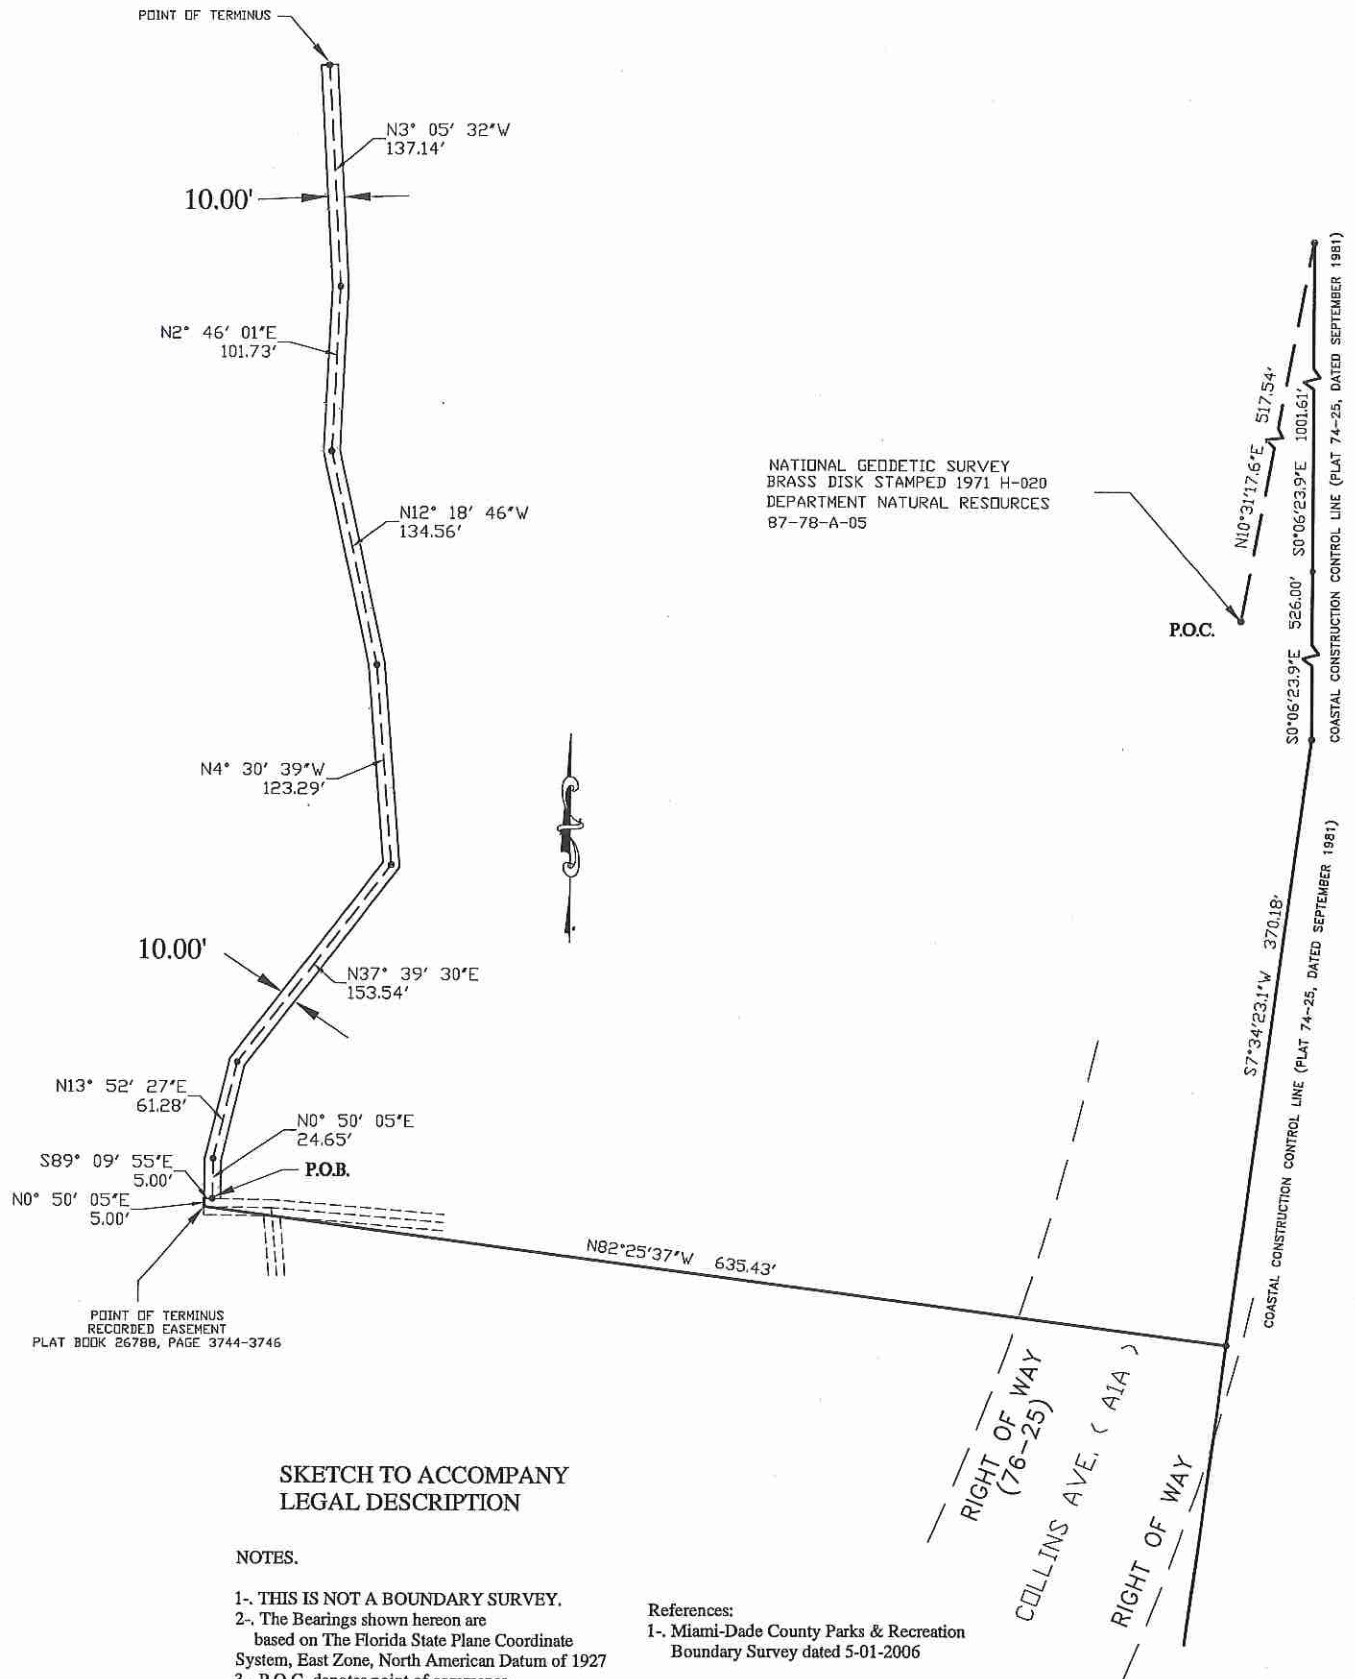 POINT OF TERMINUS
N3° 05' 32"W
137.14'
10.00'
N2° 46' 01"E
101.73'
N12° 18' 46"W
134.56'
N4° 30' 39"W
123.29'
10.00'
N37° 39' 30"E
153.54'
N13° 52' 27"E
61.28'
N0° 50' 05"E
24.65'
S89° 09' 55"E
5.00'
P.O.B.
N0° 50' 05"E
5.00'
POINT OF TERMINUS
RECORDED EASEMENT
PLAT BOOK 26788, PAGE 3744-3746
NATIONAL GEODETIC SURVEY
BRASS DISK STAMPED 1971 H-020
DEPARTMENT NATURAL RESOURCES
87-78-A-05
P.O.C.
N10°31'17.6"E 517.54'
S0°06'23.9"E 1001.61'
S0°06'23.9"E 526.00'
COASTAL CONSTRUCTION CONTROL LINE (PLAT 74-25, DATED SEPTEMBER 1981)
S7°34'23.1"W 370.18'
COASTAL CONSTRUCTION CONTROL LINE (PLAT 74-25, DATED SEPTEMBER 1981)
N82°25'37"W 635.43'
RIGHT OF WAY
(76-25)
COLLINS AVE. ( A1A )
RIGHT OF WAY
SKETCH TO ACCOMPANY
LEGAL DESCRIPTION
NOTES.
1-. THIS IS NOT A BOUNDARY SURVEY.
2-. The Bearings shown hereon are
based on The Florida State Plane Coordinate
System, East Zone, North American Datum of 1927
3-. P.O.C. denotes point of
References:
1-. Miami-Dade County Parks & Recreation
Boundary Survey dated 5-01-2006